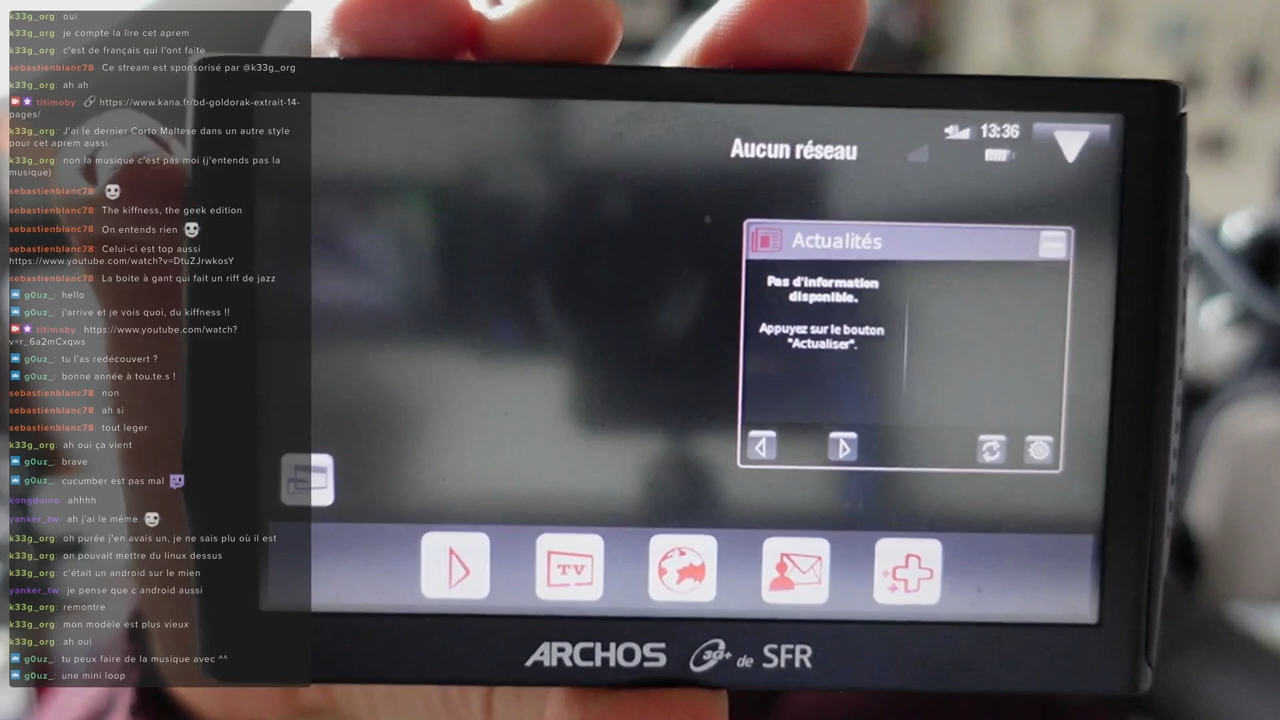 k33g_org: oui
k33g_org: je compte la lire cet aprem
k33g_org: c'est de français qui l'ont faite
sebastienblanc78: Ce stream est sponsorisé par @k33g_org
k33g_org: ah ah
titimoby: https://www.kana.fr/bd-goldorak-extrait-14-
pages/
k33g_org: J'ai le dernier Corto Maltese dans un autre style
pour cet aprem aussi
k33g_org: non la musique c'est pas moi (j'entends pas la
musique)
sebastienblanc78:
sebastienblanc78: The kiffness, the geek edition
sebastienblanc78: On entends rien
sebastienblanc78: Celui-ci est top aussi
https://www.youtube.com/watch?v=DtuZJrwkosY
sebastienblanc78: La boite à gant qui fait un riff de jazz
g0uz_: hello
g0uz_: j'arrive et je vois quoi, du kiffness !!
titimoby: https://www.youtube.com/watch?
v=r_6a2mCxqws
g0uz_: tu l'as redécouvert ?
g0uz_: bonne année à tou.te.s !
sebastienblanc78: non
sebastienblanc78: ah si
sebastienblanc78: tout leger
k33g_org: ah oui ça vient
g0uz_: brave
g0uz_: cucumber est pas mal
kongduino: ahhhh
yanker_tw: ah j'ai le même
k33g_org: oh purée j'en avais un, je ne sais plu où il est
k33g_org: on pouvait mettre du linux dessus
k33g_org: c'était un android sur le mien
yanker_tw: je pense que c android aussi
k33g_org: remontre
k33g_org: mon modèle est plus vieux
k33g_org: ah oui
g0uz_: tu peux faire de la musique avec ^^
g0uz_: une mini loop
13:36
Aucun réseau
Actualités
Pas d'information
disponible.
Appuyez sur le bouton
"Actualiser".
TV
ARCHOS 3G+ de SFR